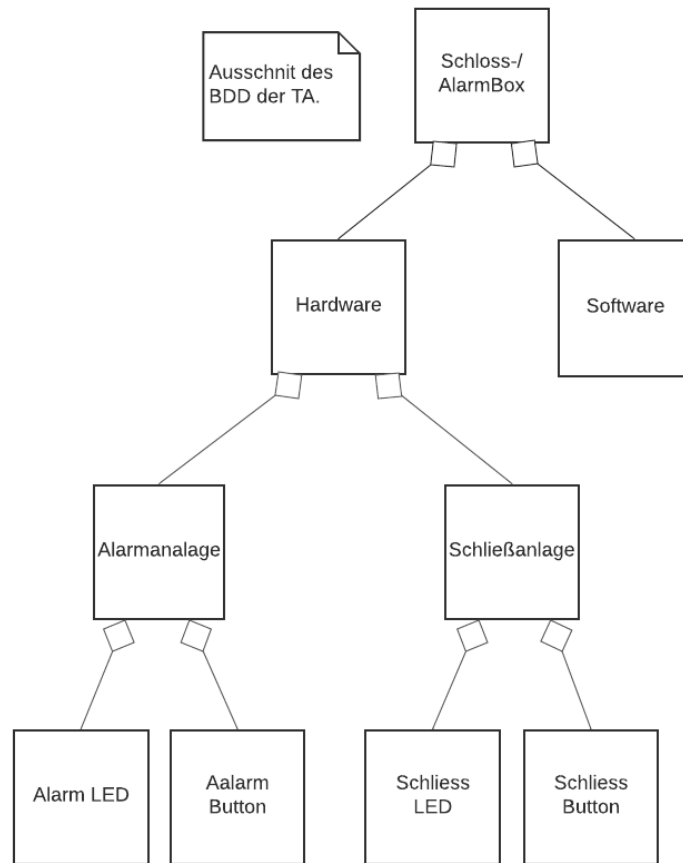 Ausschnit des
BDD der TA.
Schloss-/
AlarmBox
Hardware
Software
Alarmanalage
Schließanlage
Alarm LED
Aalarm
Button
Schliess
LED
Schliess
Button